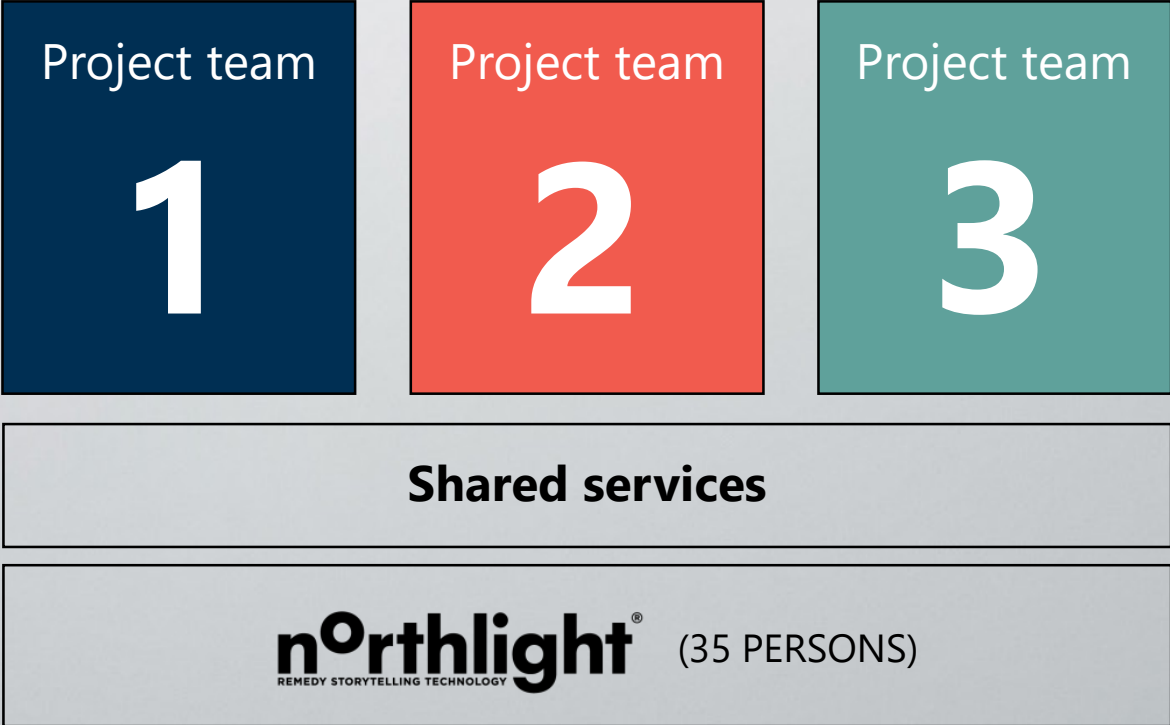 Project team
1
Project team
2
Project team
3
Shared services
northlight®
REMEDY STORYTELLING TECHNOLOGY
(35 PERSONS)